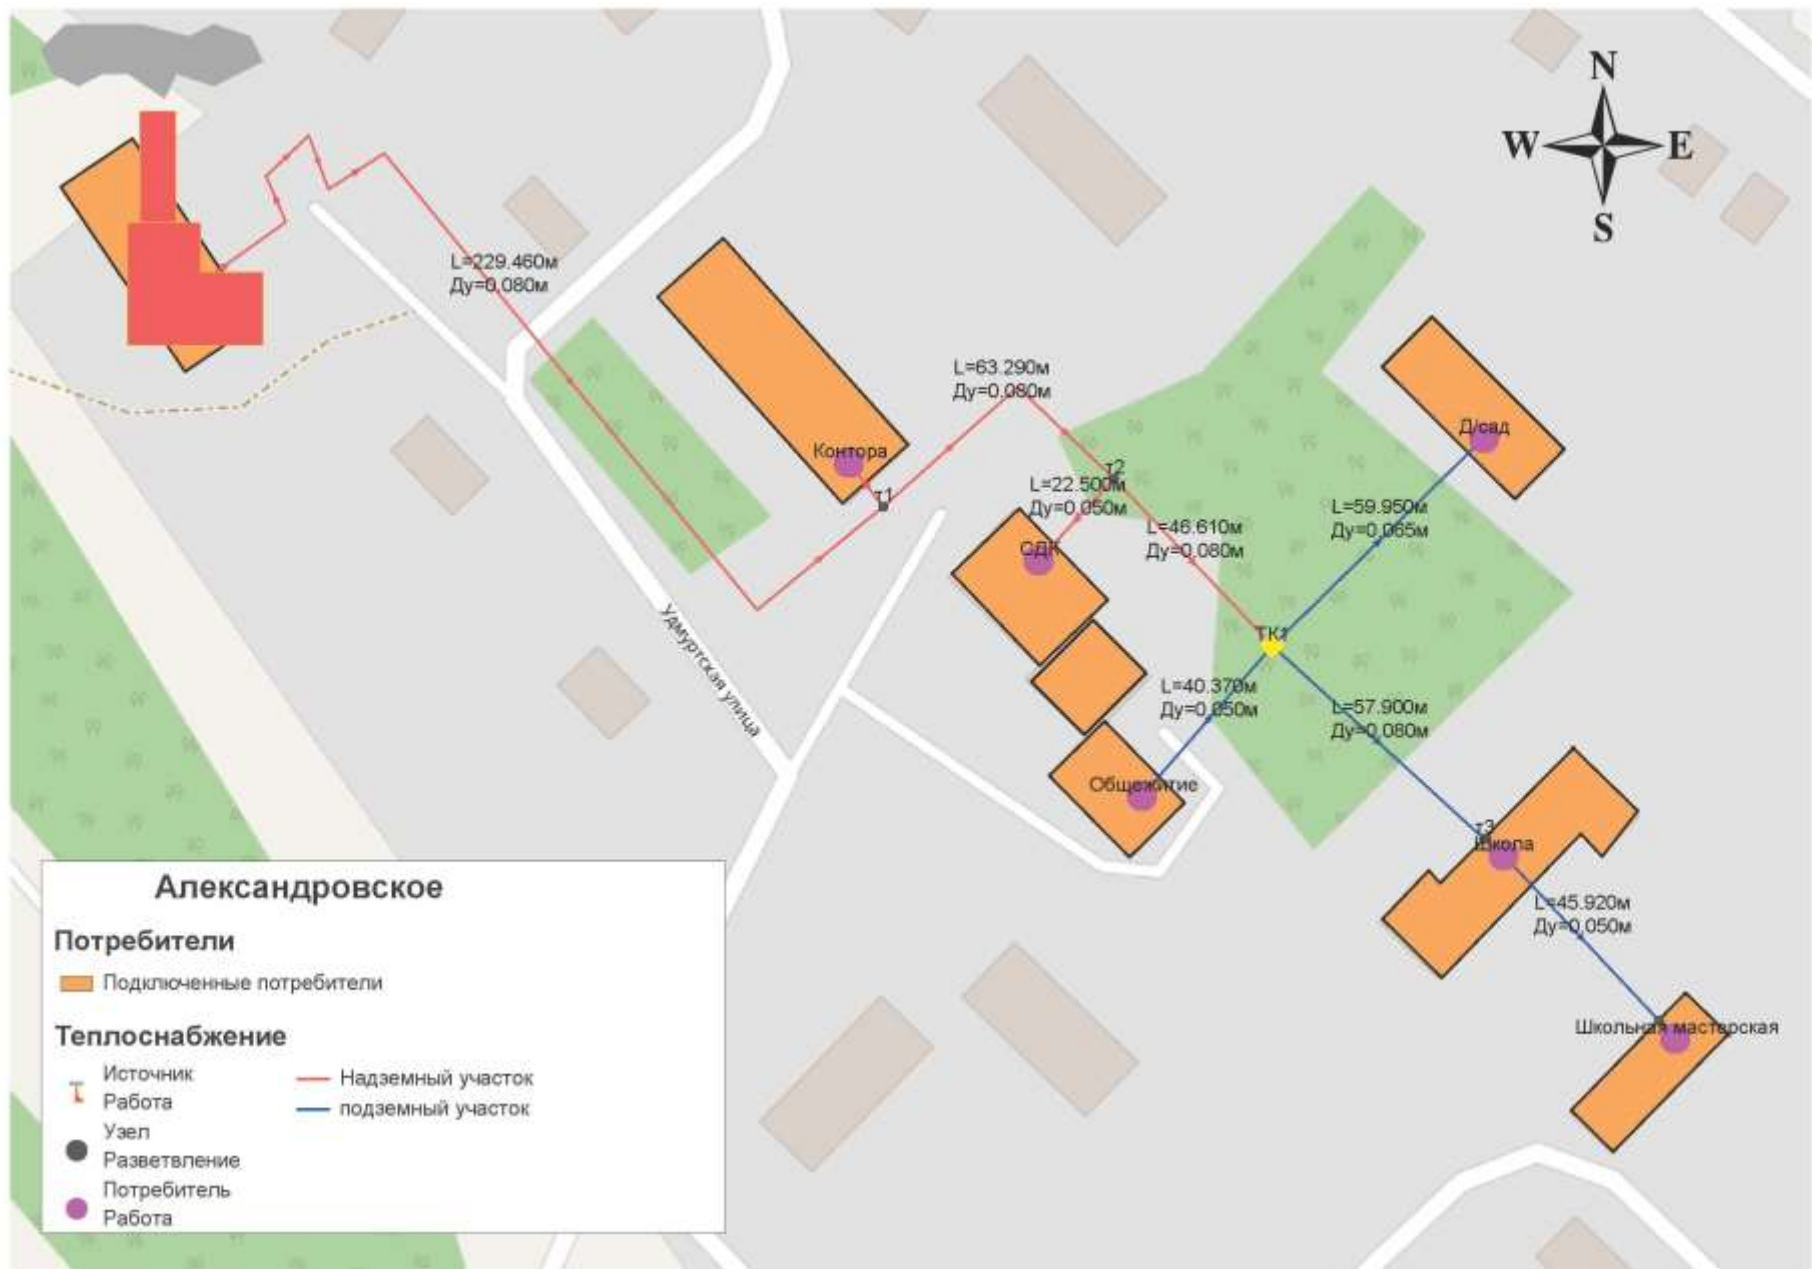 N
W E
S
L=229.460м
Ду=0,080м
L=63.290м
Ду=0,080м
Контора
т1
Д/сад
т2
L=22.500м
Ду=0,050м
L=59.950м
Ду=0,065м
L=46.610м
Ду=0,080м
СДК
Удмуртская улица
ТК1
L=40.370м
Ду=0,050м
L=57.900м
Ду=0,080м
Общежитие
т3
Школа
L=45.920м
Ду=0,050м
Школьная мастерская
Александровское
Потребители
Подключенные потребители
Теплоснабжение
Источник
Работа
Узел
Разветвление
Потребитель
Работа
Надземный участок
подземный участок